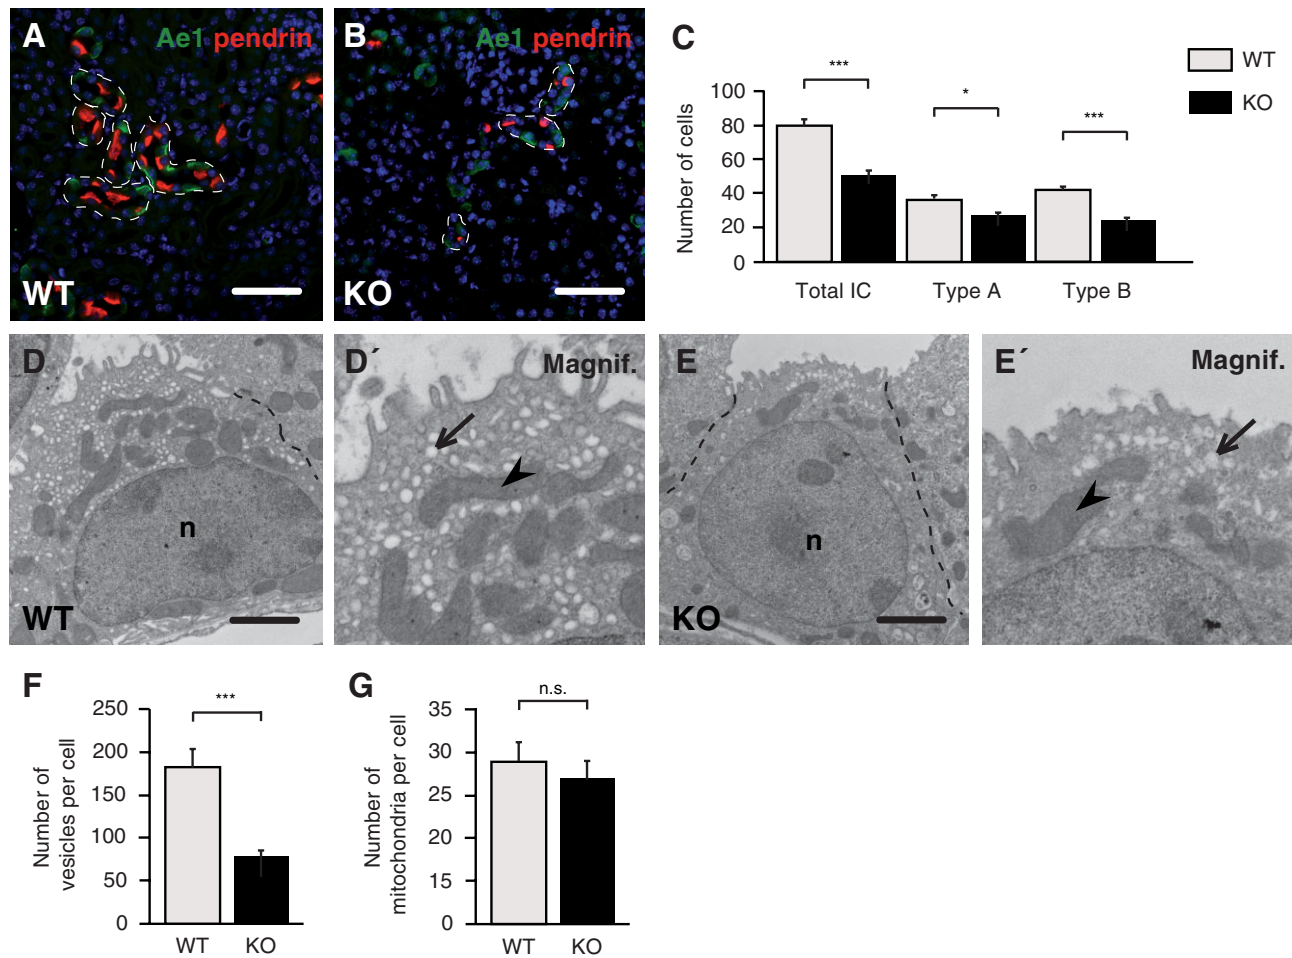 A
Ae1 pendrin
WT
B
Ae1 pendrin
KO
C
WT
KO
Number of cells
100
80
60
40
20
0
***
*
***
Total IC
Type A
Type B
D
n
WT
D´
Magnif.
E
n
KO
E´
Magnif.
F
Number of
vesicles per cell
250
200
150
100
50
0
***
WT
KO
G
Number of
mitochondria per cell
35
30
25
20
15
0
n.s.
WT
KO